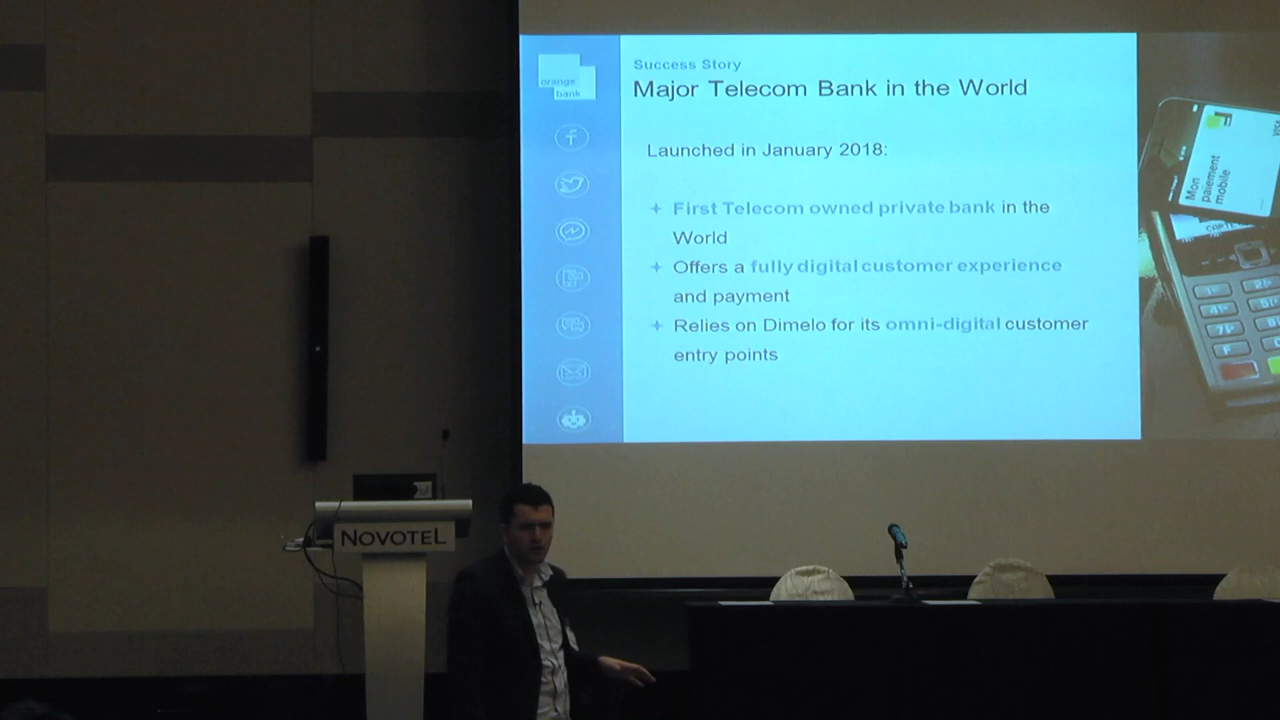 orange
bank
Success Story
Major Telecom Bank in the World
Launched in January 2018:
First Telecom owned private bank in the
World
Offers a fully digital customer experience
and payment
Relies on Dimelo for its omni-digital customer
entry points
Mon
paiement
mobile
NOVOTEL